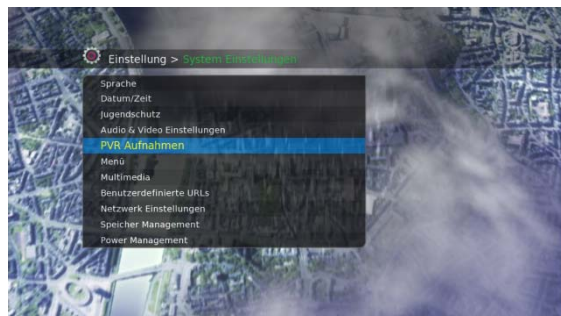 Einstellung > System Einstellungen
Sprache
Datum/Zeit
Jugendschutz
Audio & Video Einstellungen
PVR Aufnahmen
Menü
Multimedia
Benutzerdefinierte URLs
Netzwerk Einstellungen
Speicher Management
Power Management